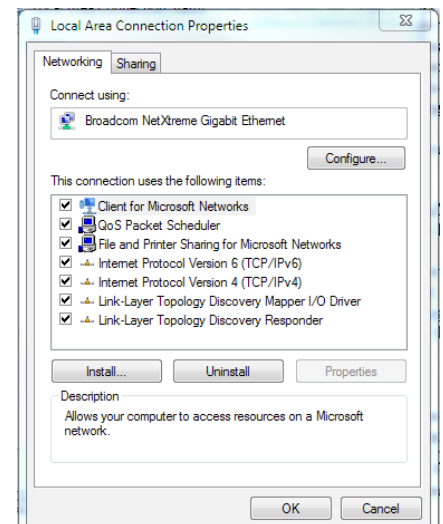 Local Area Connection Properties
Networking Sharing
Connect using:
Broadcom NetXtreme Gigabit Ethernet
Configure...
This connection uses the following items:
Client for Microsoft Networks
QoS Packet Scheduler
File and Printer Sharing for Microsoft Networks
Internet Protocol Version 6 (TCP/IPv6)
Internet Protocol Version 4 (TCP/IPv4)
Link-Layer Topology Discovery Mapper I/O Driver
Link-Layer Topology Discovery Responder
Install... Uninstall Properties
Description
Allows your computer to access resources on a Microsoft
network.
OK Cancel